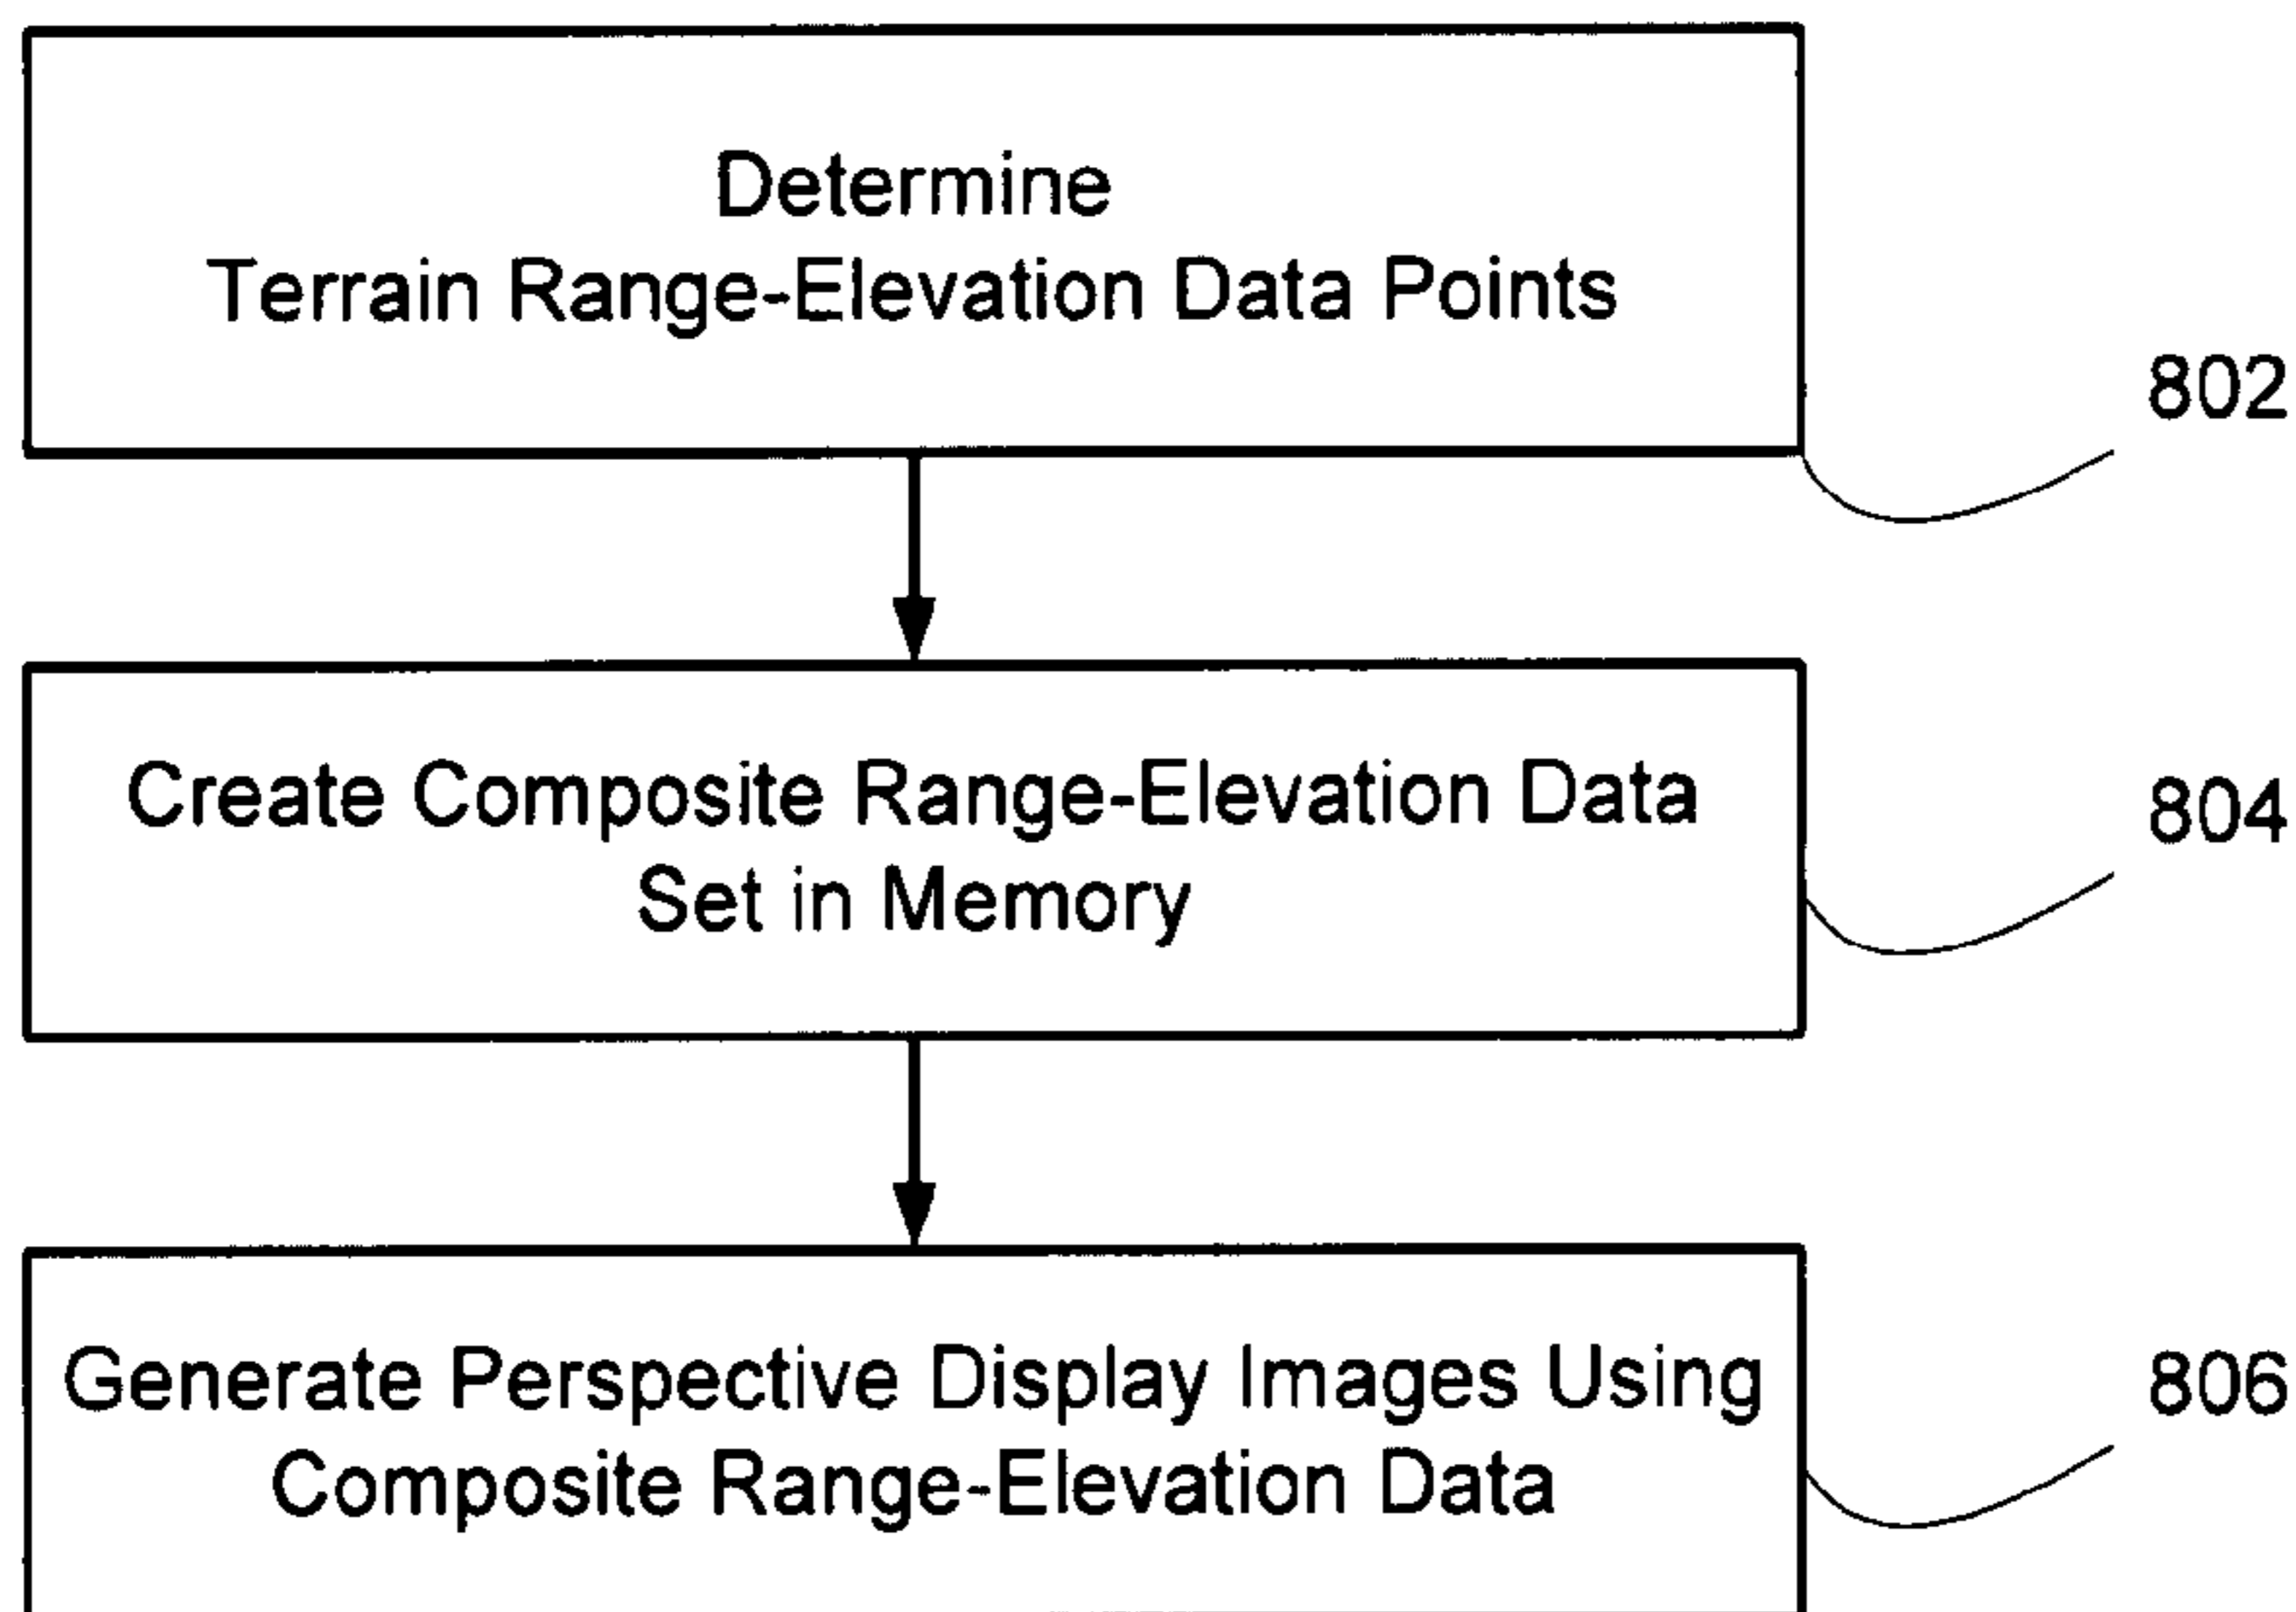 Determine
Terrain Range-Elevation Data Points
802
Create Composite Range-Elevation Data
Set in Memory
804
Generate Perspective Display Images Using
Composite Range-Elevation Data
806